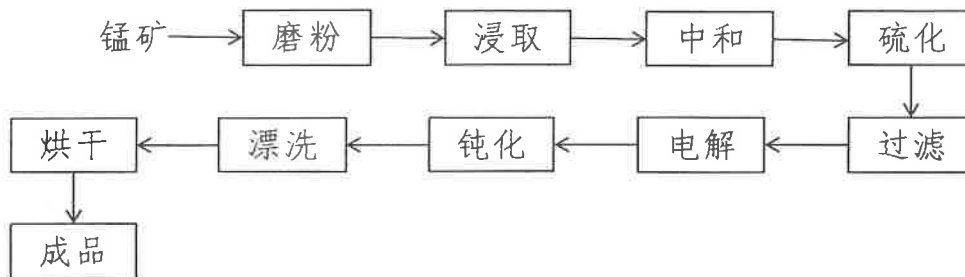 锰矿 磨粉 浸取 中和 硫化
烘干 漂洗 钝化 电解 过滤
成品